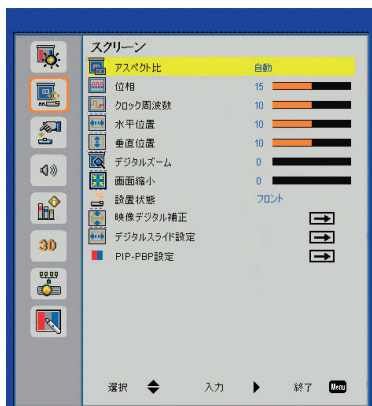 スクリーン
アスペクト比 自動
位相 15
クロック周波数 10
水平位置 10
垂直位置 10
デジタルズーム 0
画面縮小 0
設置状態 フロント
映像デジタル補正
デジタルスライド設定
PIP-PBP設定
3D
選択 入力 終了 Menu